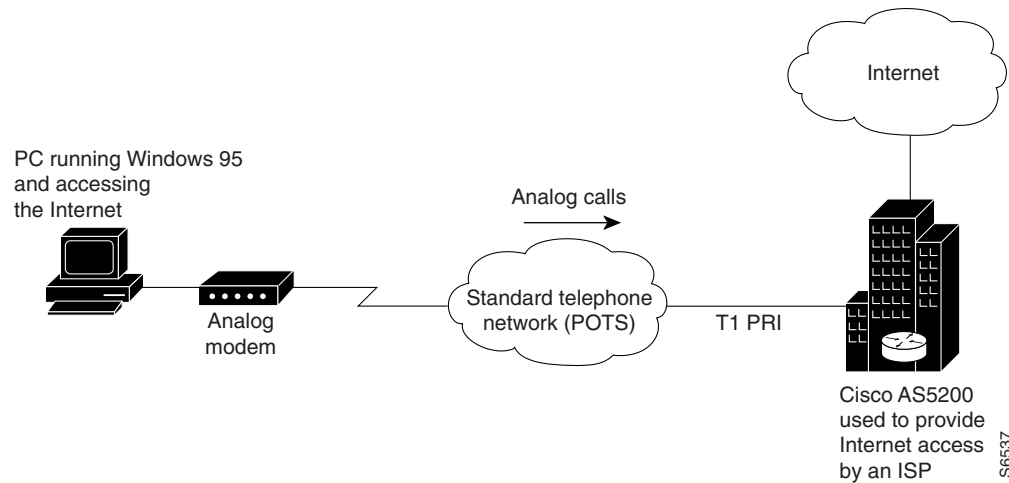 Internet
PC running Windows 95
and accessing
the Internet
Analog calls
Standard telephone
network (POTS)
Analog
modem
T1 PRI
Cisco AS5200
used to provide
Internet access
by an ISP
S6537